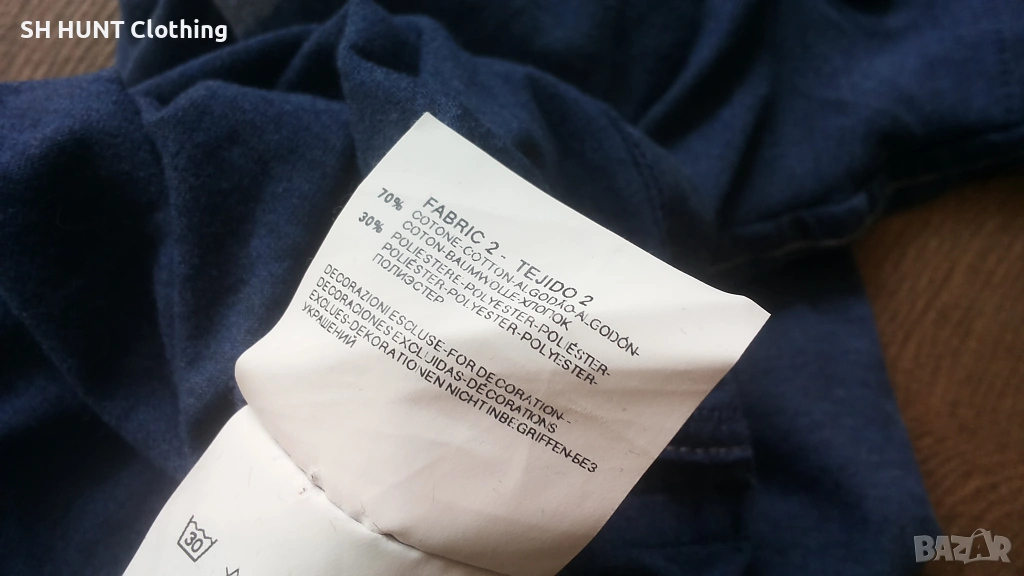 SH HUNT Clothing
FABRIC 2 - TEJIDO 2
70% COTONE-COTTON-ALGODÃO-ALGODÓN-
COTON-BAUMWOLLE-ХЛОПОК
30% POLIESTERE-POLYESTER-POLIÉSTER-
POLIÉSTER-POLYESTER-POLYESTER-
ПОЛИЭСТЕР
DECORAZIONI ESCLUSE-FOR DECORATION-
DECORACIONES EXCLUIDAS-DÉCORATIONS
EXCLUES-DEKORATIONEN NICHT INBEGRIFFEN-БЕЗ
УКРАШЕНИЙ
30
BAZAR